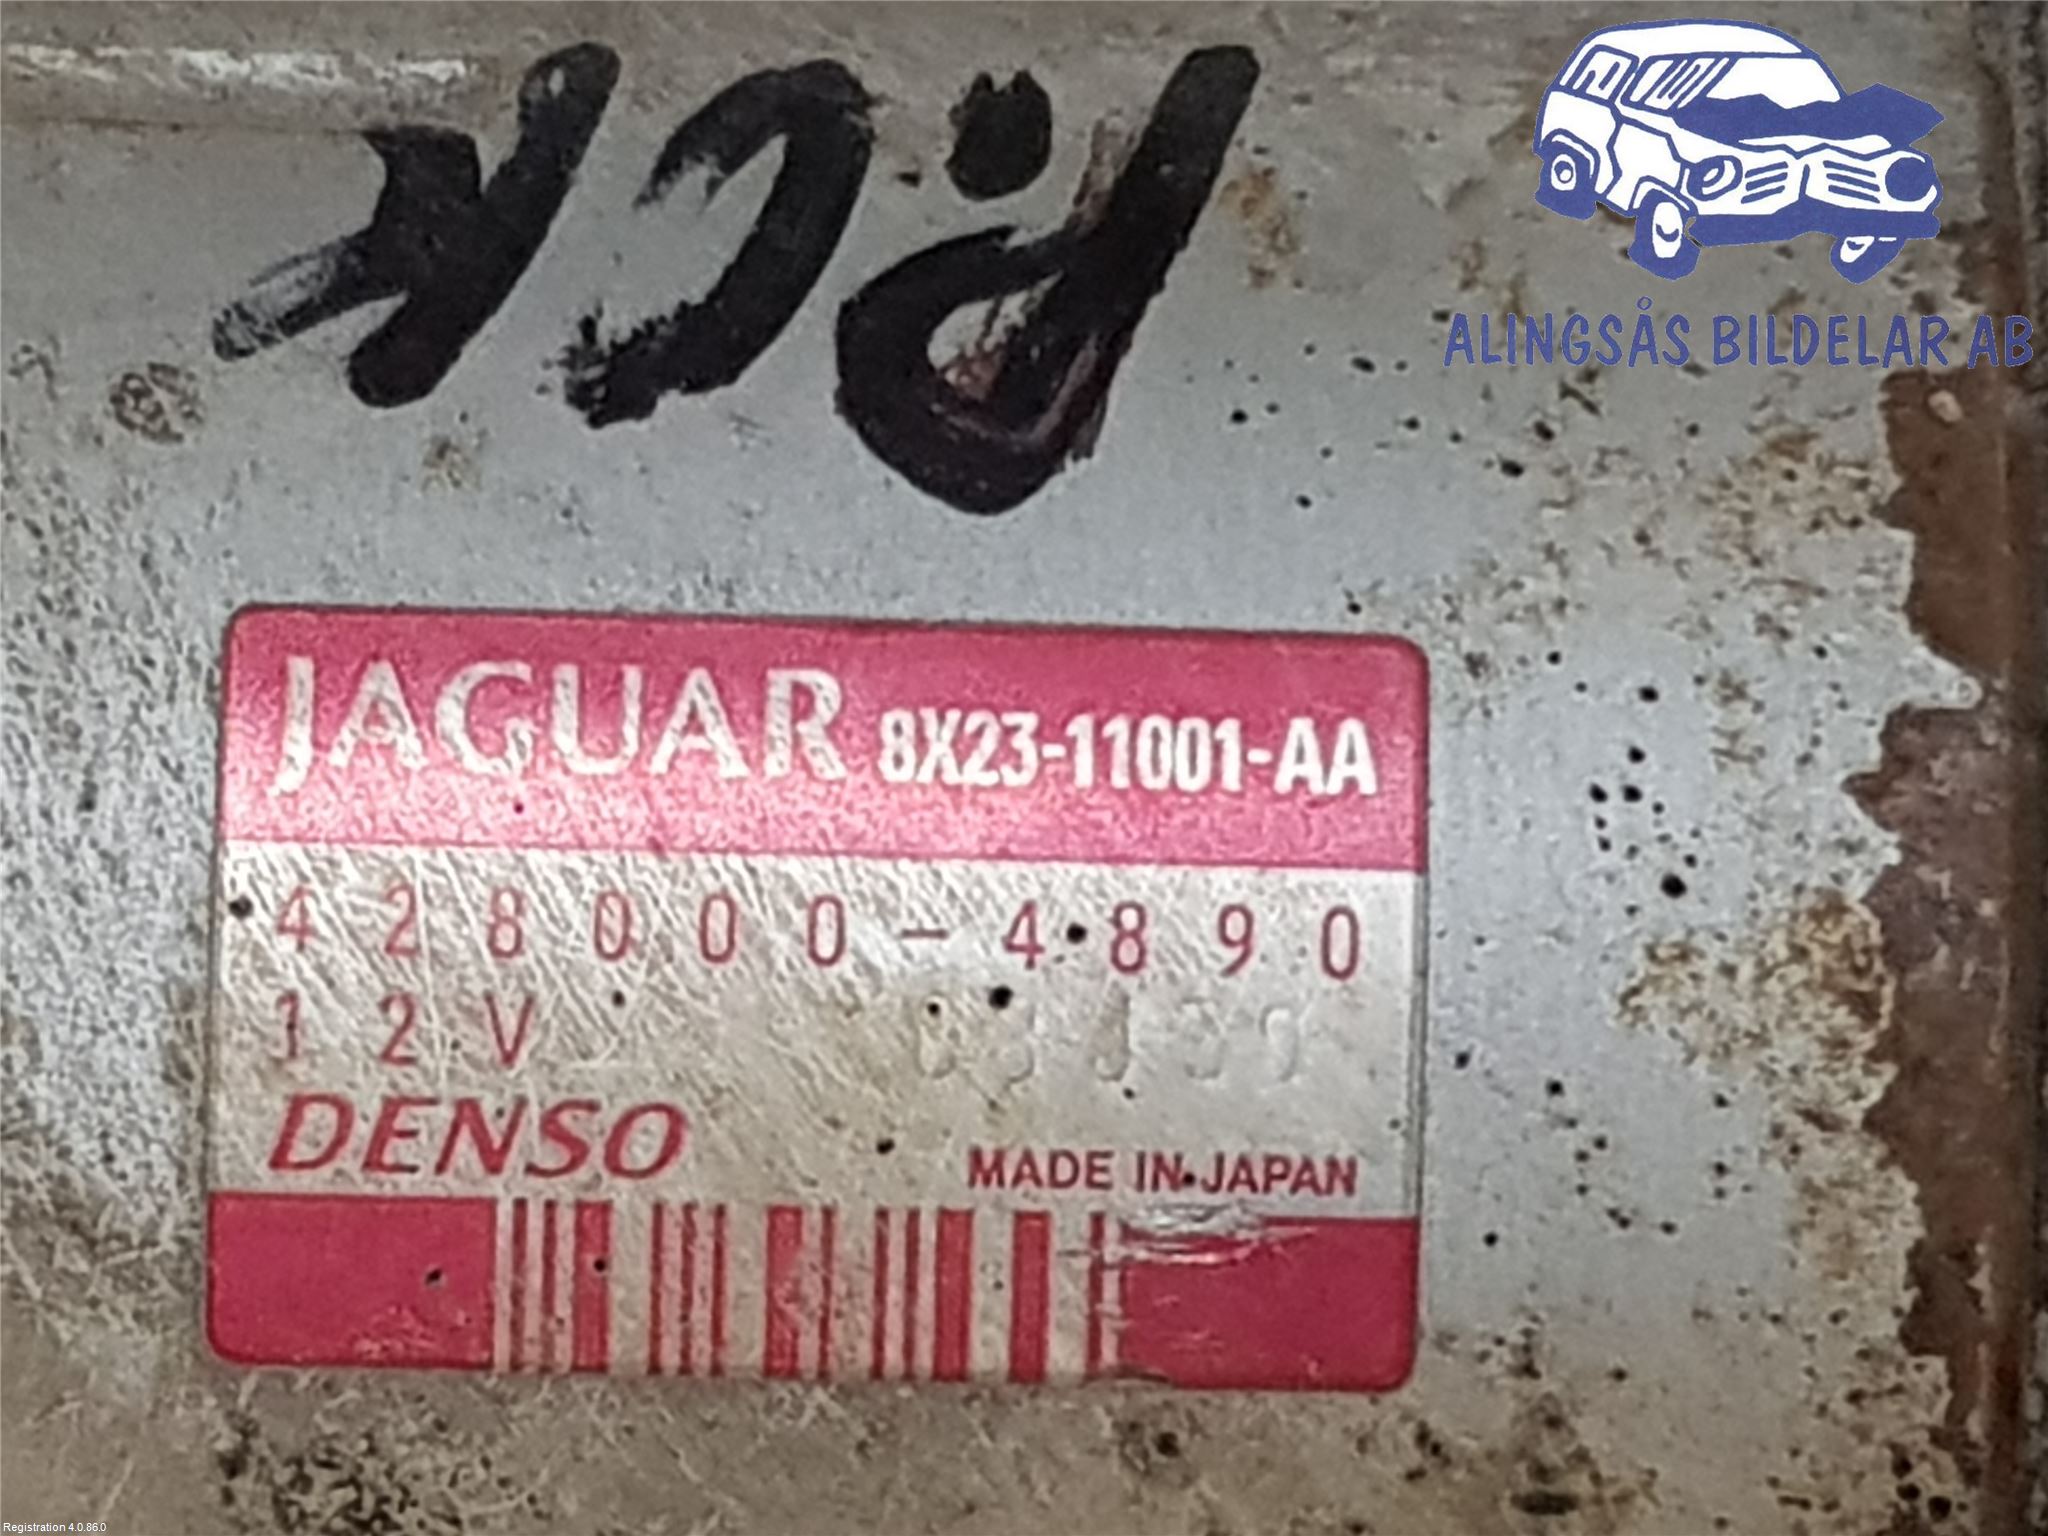 ALINGSÅS BILDELAR AB
JAGUAR 8X23-11001-AA
428000-4890
12V
DENSO
MADE IN JAPAN
Registration 4.0.86.0